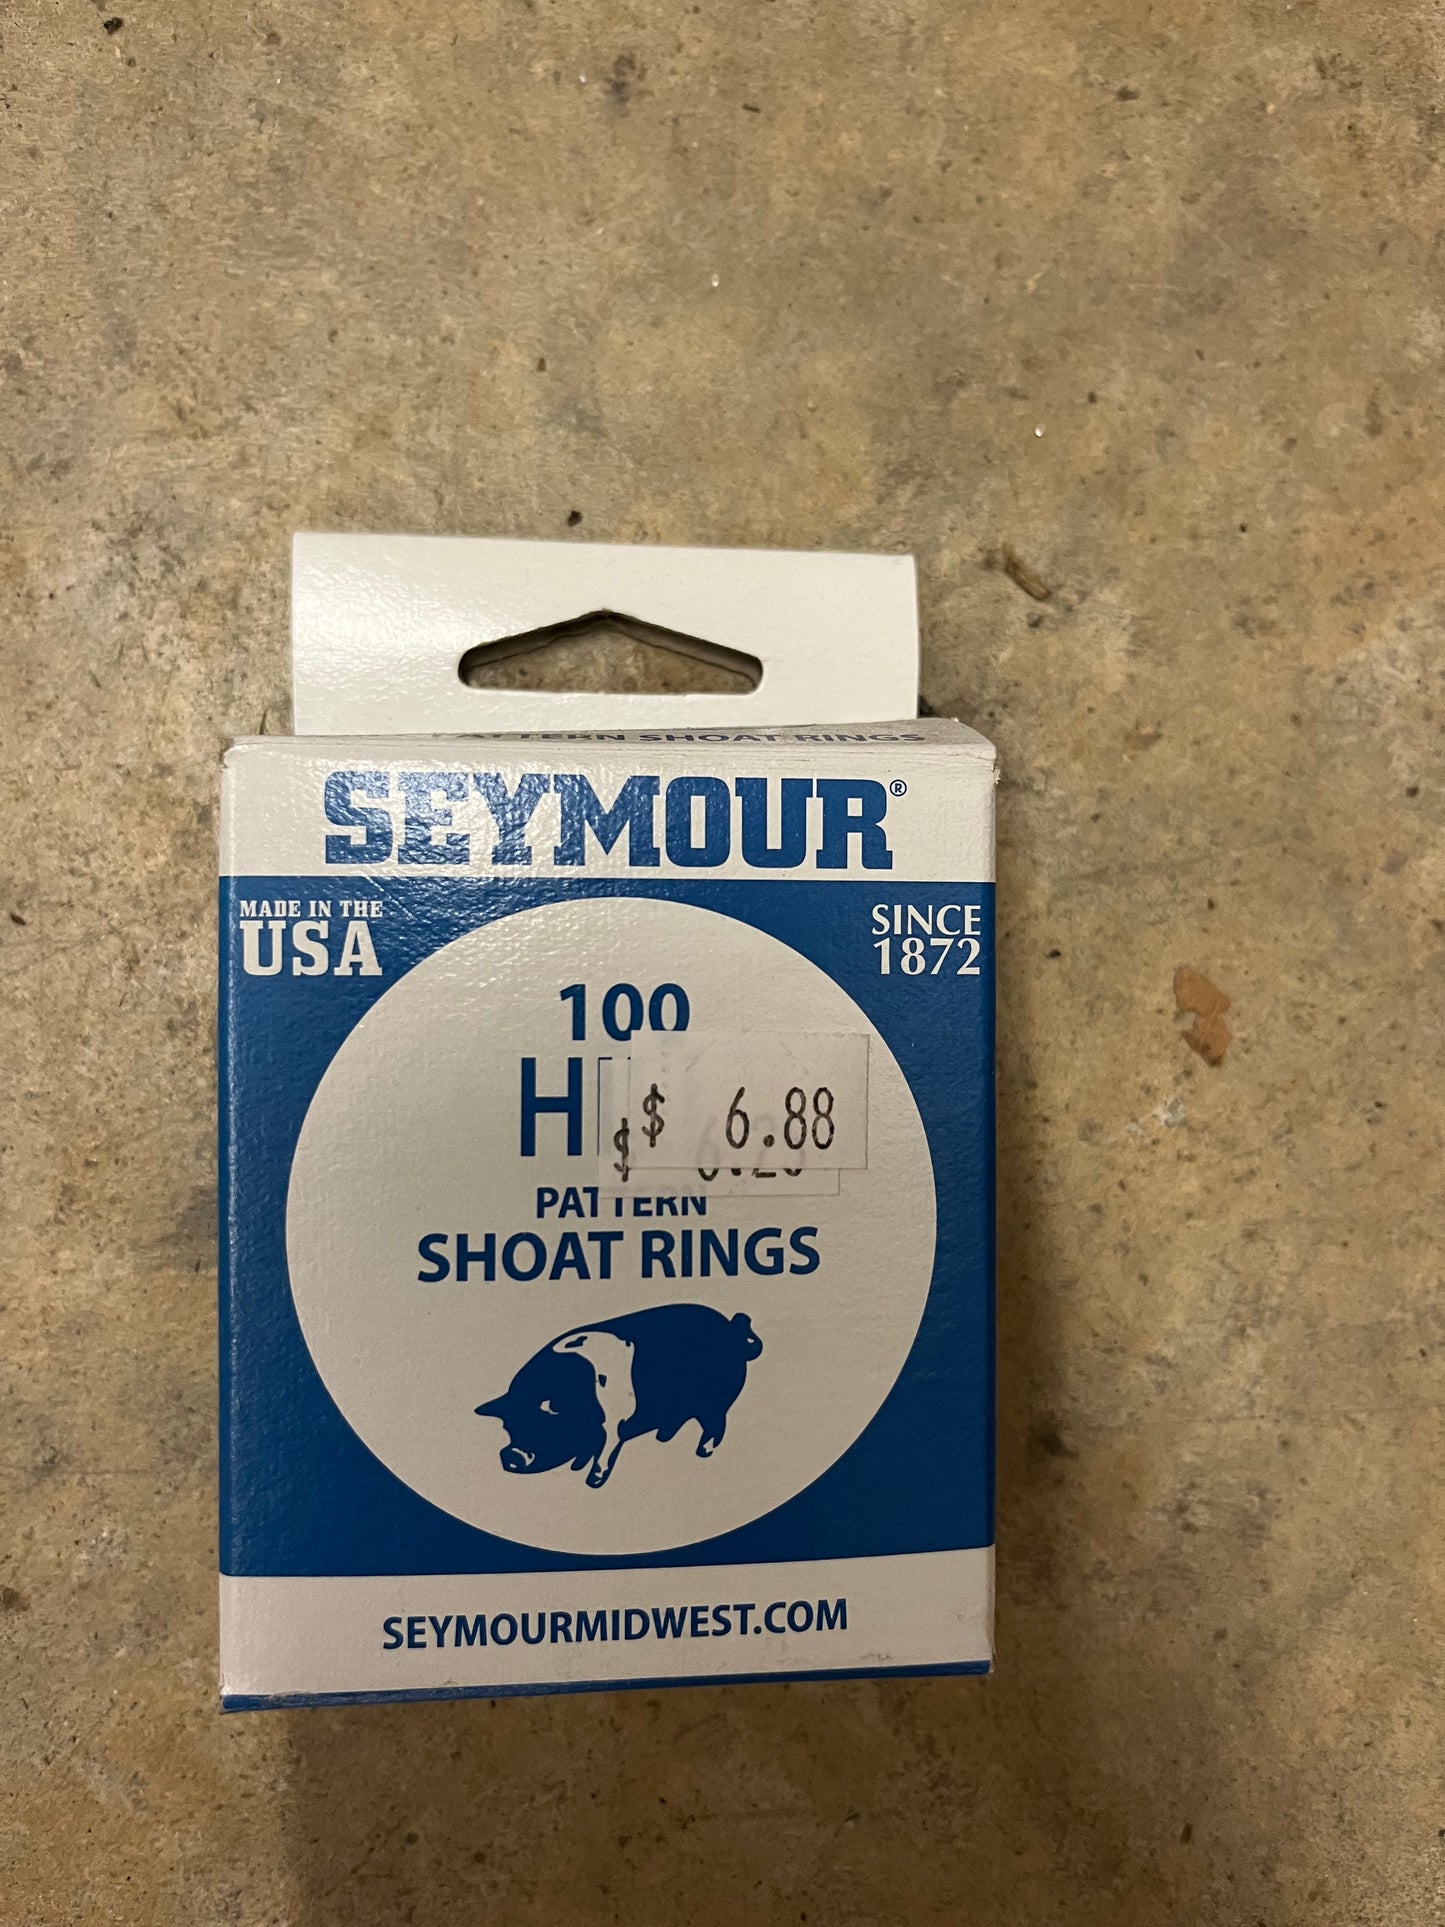 PATTERN SHOAT RINGS
SEYMOUR®
MADE IN THE
USA
SINCE
1872
100
$ 6.88
$
PATTERN
SHOAT RINGS
SEYMOURMIDWEST.COM